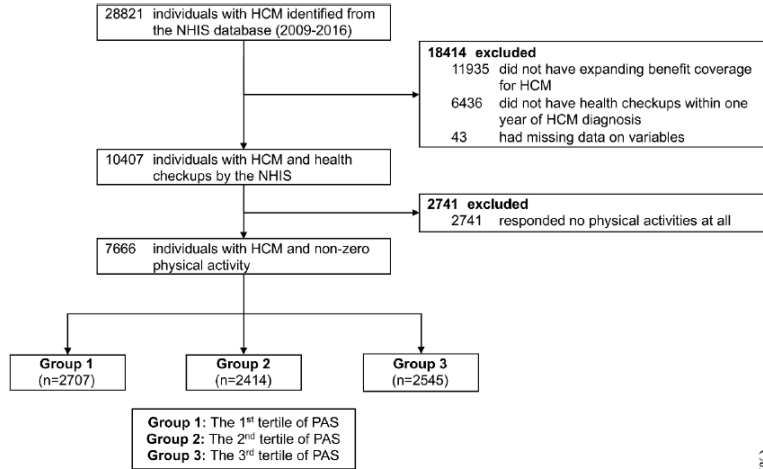 28821 individuals with HCM identified from
the NHIS database (2009-2016)
18414 excluded
11935 did not have expanding benefit coverage
for HCM
6436 did not have health checkups within one
year of HCM diagnosis
43 had missing data on variables
10407 individuals with HCM and health
checkups by the NHIS
2741 excluded
2741 responded no physical activities at all
7666 individuals with HCM and non-zero
physical activity
Group 1
(n=2707)
Group 2
(n=2414)
Group 3
(n=2545)
Group 1: The 1st tertile of PAS
Group 2: The 2nd tertile of PAS
Group 3: The 3rd tertile of PAS